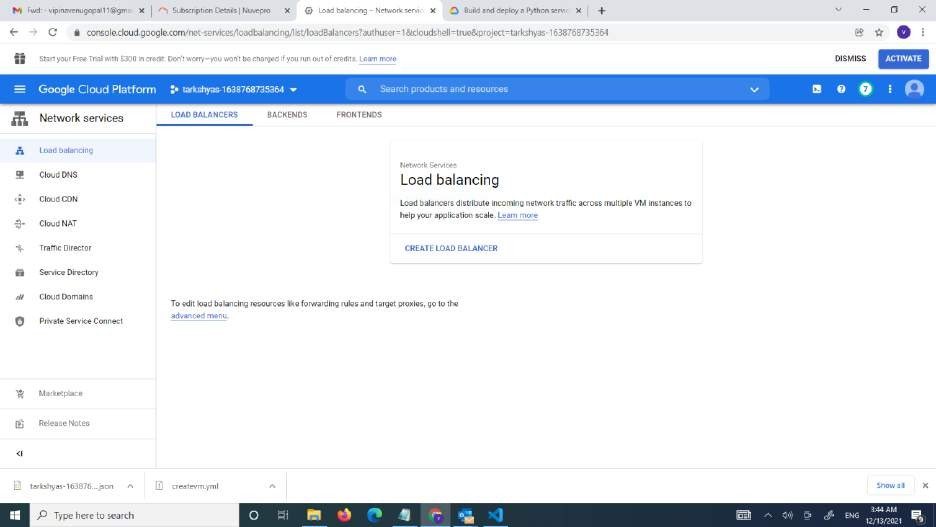 Fwd: - vipinavenugopal11@gma
Subscription Details | Nuvepro
Load balancing – Network servic
Build and deploy a Python servic
console.cloud.google.com/net-services/loadbalancing/list/loadBalancers?authuser=1&cloudshell=true&project=tarkshyas-1638768735364
Start your Free Trial with $300 in credit. Don't worry—you won't be charged if you run out of credits. Learn more
DISMISS
ACTIVATE
Google Cloud Platform
tarkshyas-1638768735364
Search products and resources
7
Network services
LOAD BALANCERS
BACKENDS
FRONTENDS
Load balancing
Cloud DNS
Cloud CDN
Cloud NAT
Traffic Director
Service Directory
Cloud Domains
Private Service Connect
Marketplace
Release Notes
Network Services
Load balancing
Load balancers distribute incoming network traffic across multiple VM instances to
help your application scale. Learn more
CREATE LOAD BALANCER
To edit load balancing resources like forwarding rules and target proxies, go to the
advanced menu.
tarkshyas-163876....json
createvm.yml
Show all
Type here to search
ENG
3:44 AM
12/13/2021
9